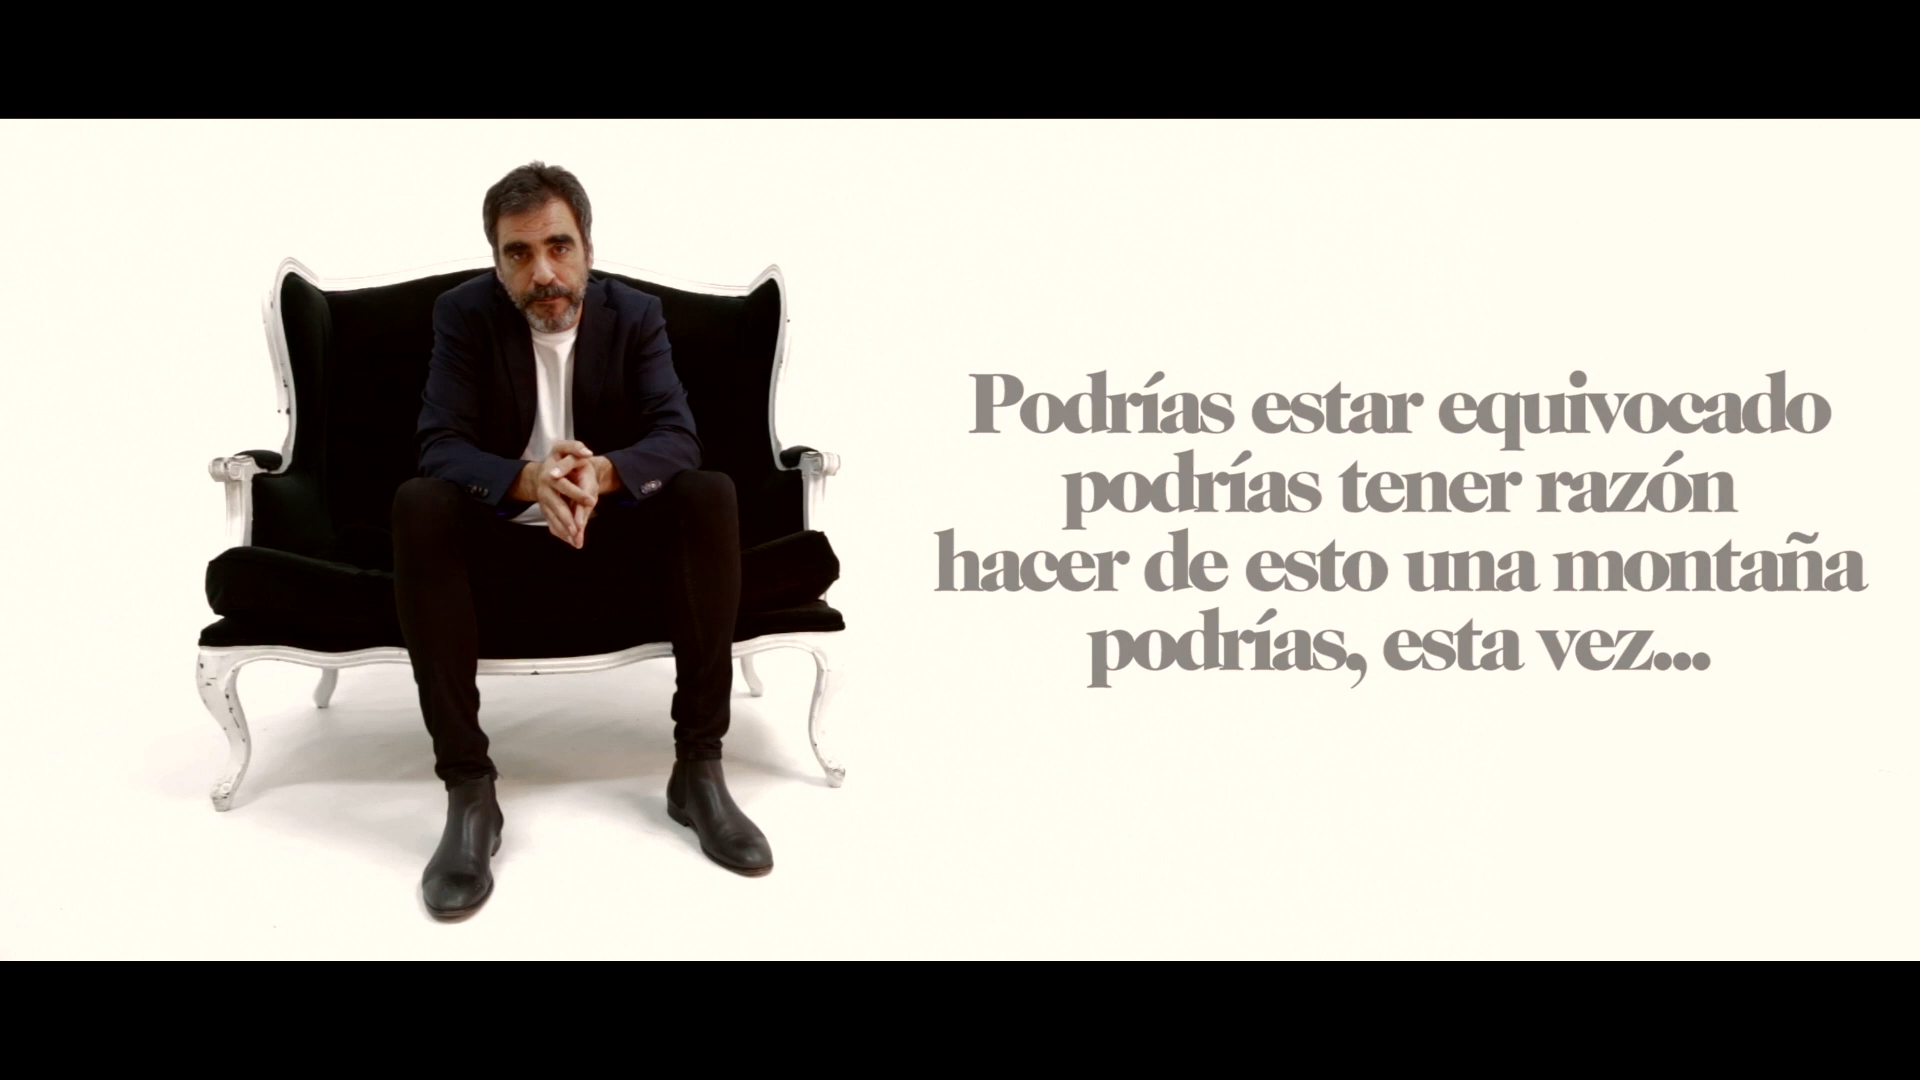 Podrías estar equivocado
podrías tener razón
hacer de esto una montaña
podrías, esta vez...